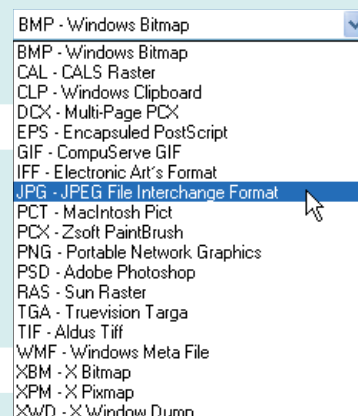 BMP - Windows Bitmap
BMP - Windows Bitmap
CAL - CALS Raster
CLP - Windows Clipboard
DCX - Multi-Page PCX
EPS - Encapsuled PostScript
GIF - CompuServe GIF
IFF - Electronic Art´s Format
JPG - JPEG File Interchange Format
PCT - MacIntosh Pict
PCX - Zsoft PaintBrush
PNG - Portable Network Graphics
PSD - Adobe Photoshop
RAS - Sun Raster
TGA - Truevision Targa
TIF - Aldus Tiff
WMF - Windows Meta File
XBM - X Bitmap
XPM - X Pixmap
XWD - X Window Dump